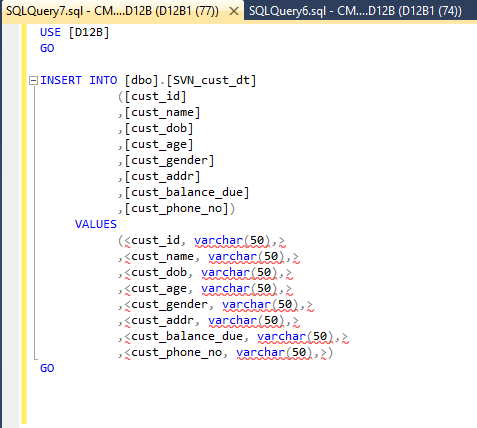 SQLQuery7.sql - CM....D12B (D12B1 (77)) × SQLQuery6.sql - CM....D12B (D12B1 (74))
USE [D12B]
GO
INSERT INTO [dbo].[SVN_cust_dt]
([cust_id]
,[cust_name]
,[cust_dob]
,[cust_age]
,[cust_gender]
,[cust_addr]
,[cust_balance_due]
,[cust_phone_no])
VALUES
(<cust_id, varchar(50),>
,<cust_name, varchar(50),>
,<cust_dob, varchar(50),>
,<cust_age, varchar(50),>
,<cust_gender, varchar(50),>
,<cust_addr, varchar(50),>
,<cust_balance_due, varchar(50),>
,<cust_phone_no, varchar(50),>)
GO